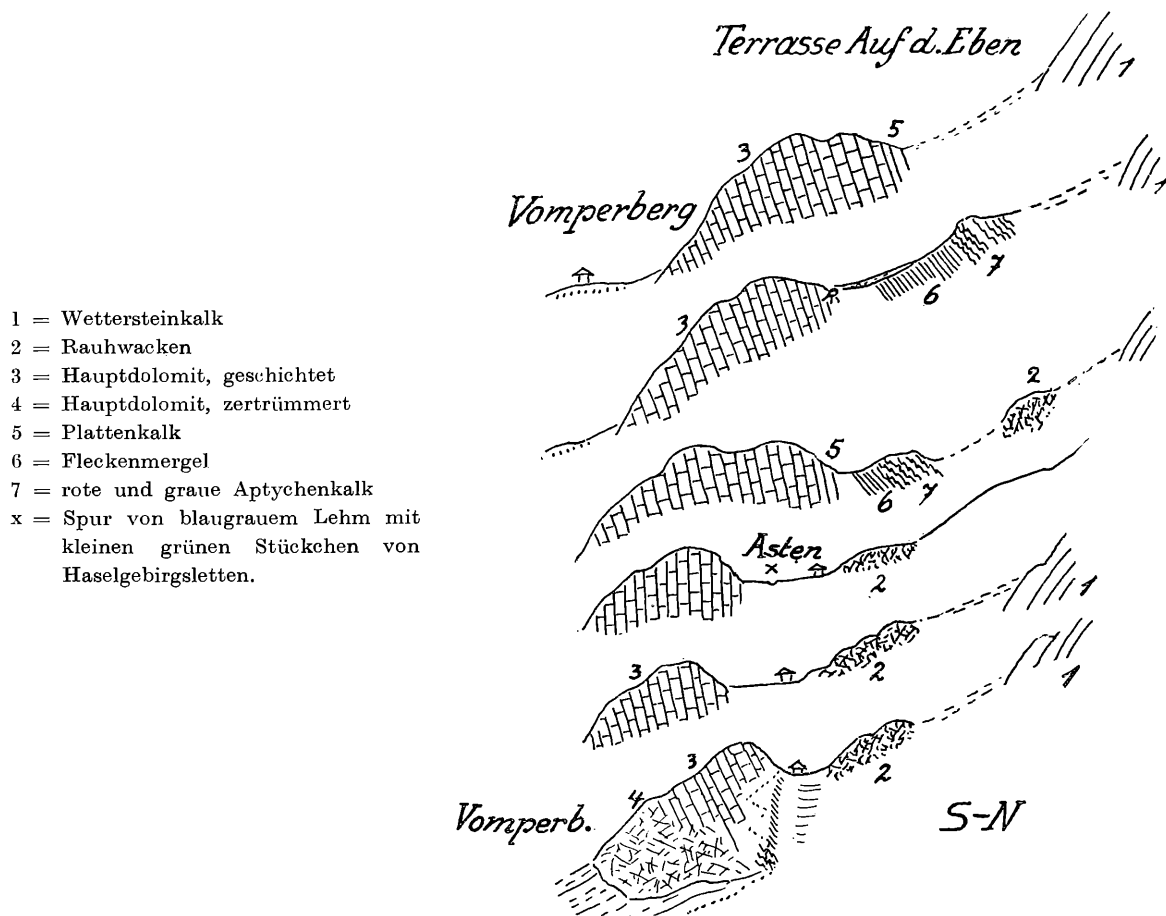 Terrasse Auf d. Eben
1
5
3
1
Vomperberg
7
6
3
2
5
6 7
Asten
x
2
1
3
2
1
3
2
4
Vomperb.
S-N
1 = Wettersteinkalk
2 = Rauhwacken
3 = Hauptdolomit, geschichtet
4 = Hauptdolomit, zertrümmert
5 = Plattenkalk
6 = Fleckenmergel
7 = rote und graue Aptychenkalk
x = Spur von blaugrauem Lehm mit
kleinen grünen Stückchen von
Haselgebirgsletten.